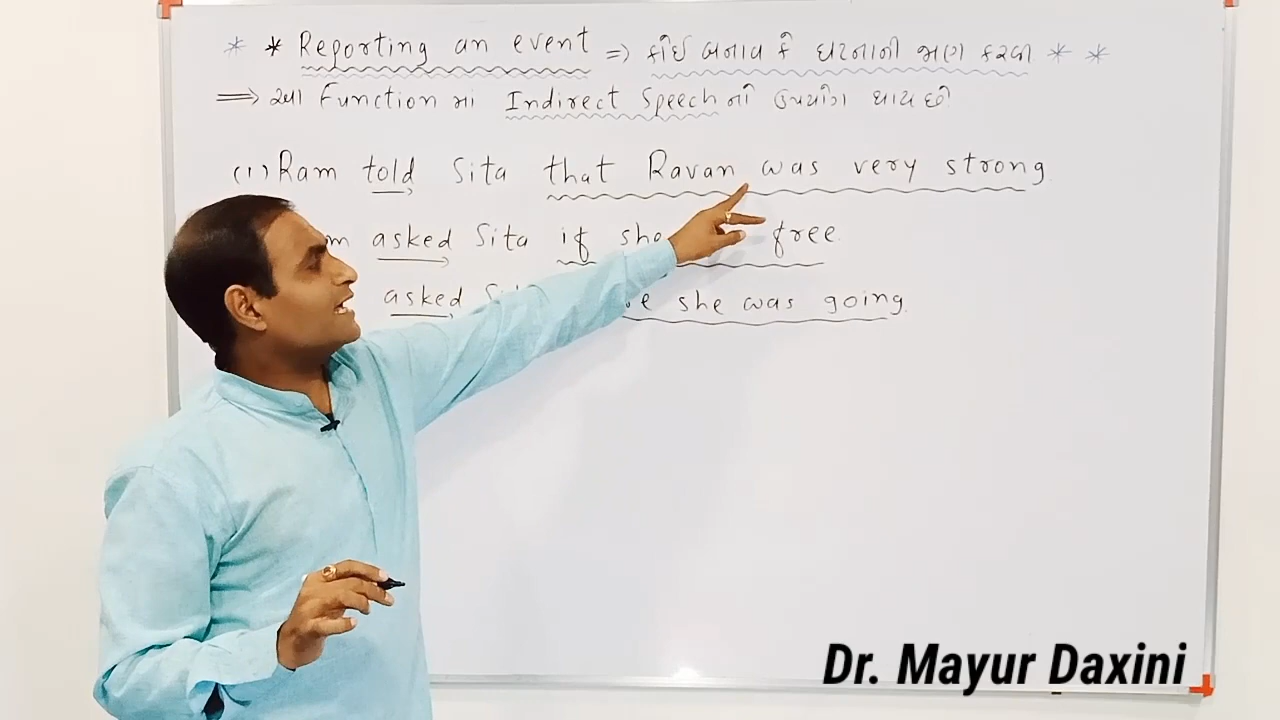 * * Reporting an event => કોઈ બનાવ કે ઘટનાની જાણ કરવી * *
=> આ Function માં Indirect Speech નો ઉપયોગ થાય છે
(1) Ram told Sita that Ravan was very strong.
asked Sita if she free.
asked she was going.
Dr. Mayur Daxini